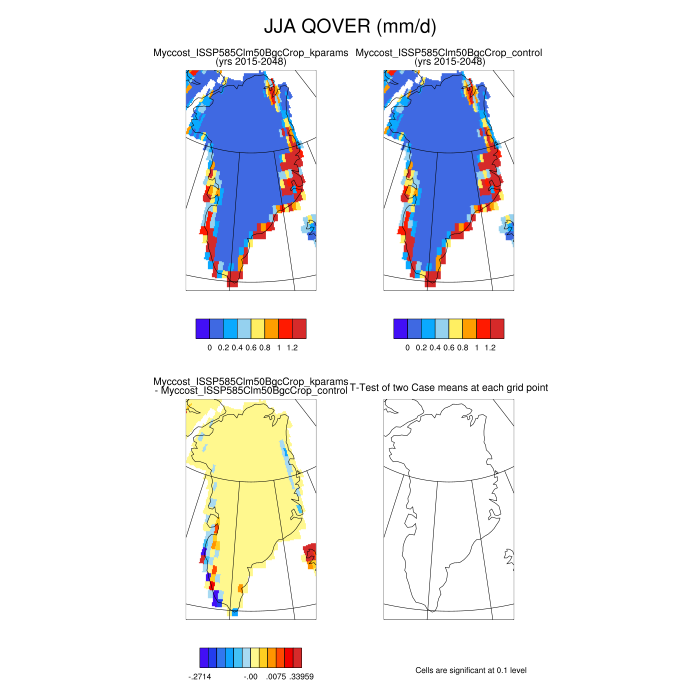 JJA QOVER (mm/d)
Myccost_ISSP585Clm50BgcCrop_kparams
(yrs 2015-2048)
Myccost_ISSP585Clm50BgcCrop_control
(yrs 2015-2048)
0 0.2 0.4 0.6 0.8 1 1.2
0 0.2 0.4 0.6 0.8 1 1.2
Myccost_ISSP585Clm50BgcCrop_kparams
- Myccost_ISSP585Clm50BgcCrop_control
T-Test of two Case means at each grid point
-.2714 -.00 .0075 .33959
Cells are significant at 0.1 level